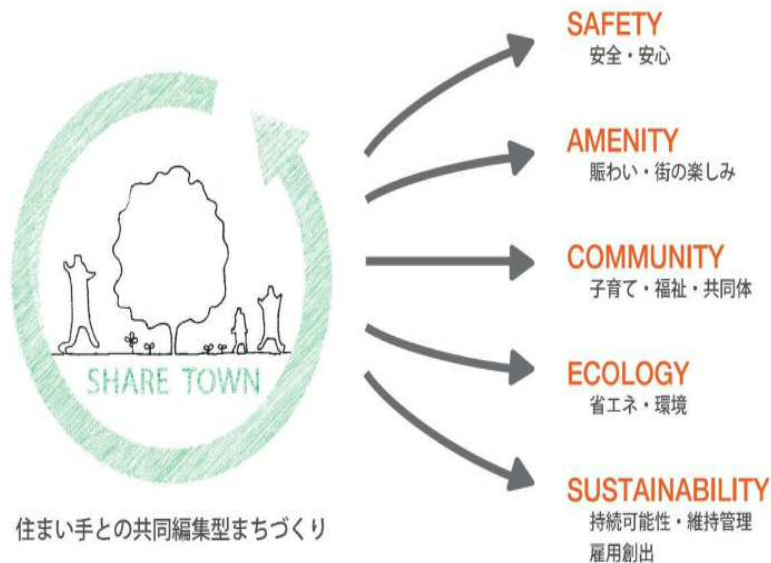 SHARE TOWN
住まい手との共同編集型まちづくり
SAFETY
安全・安心
AMENITY
賑わい・街の楽しみ
COMMUNITY
子育て・福祉・共同体
ECOLOGY
省エネ・環境
SUSTAINABILITY
持続可能性・維持管理
雇用創出